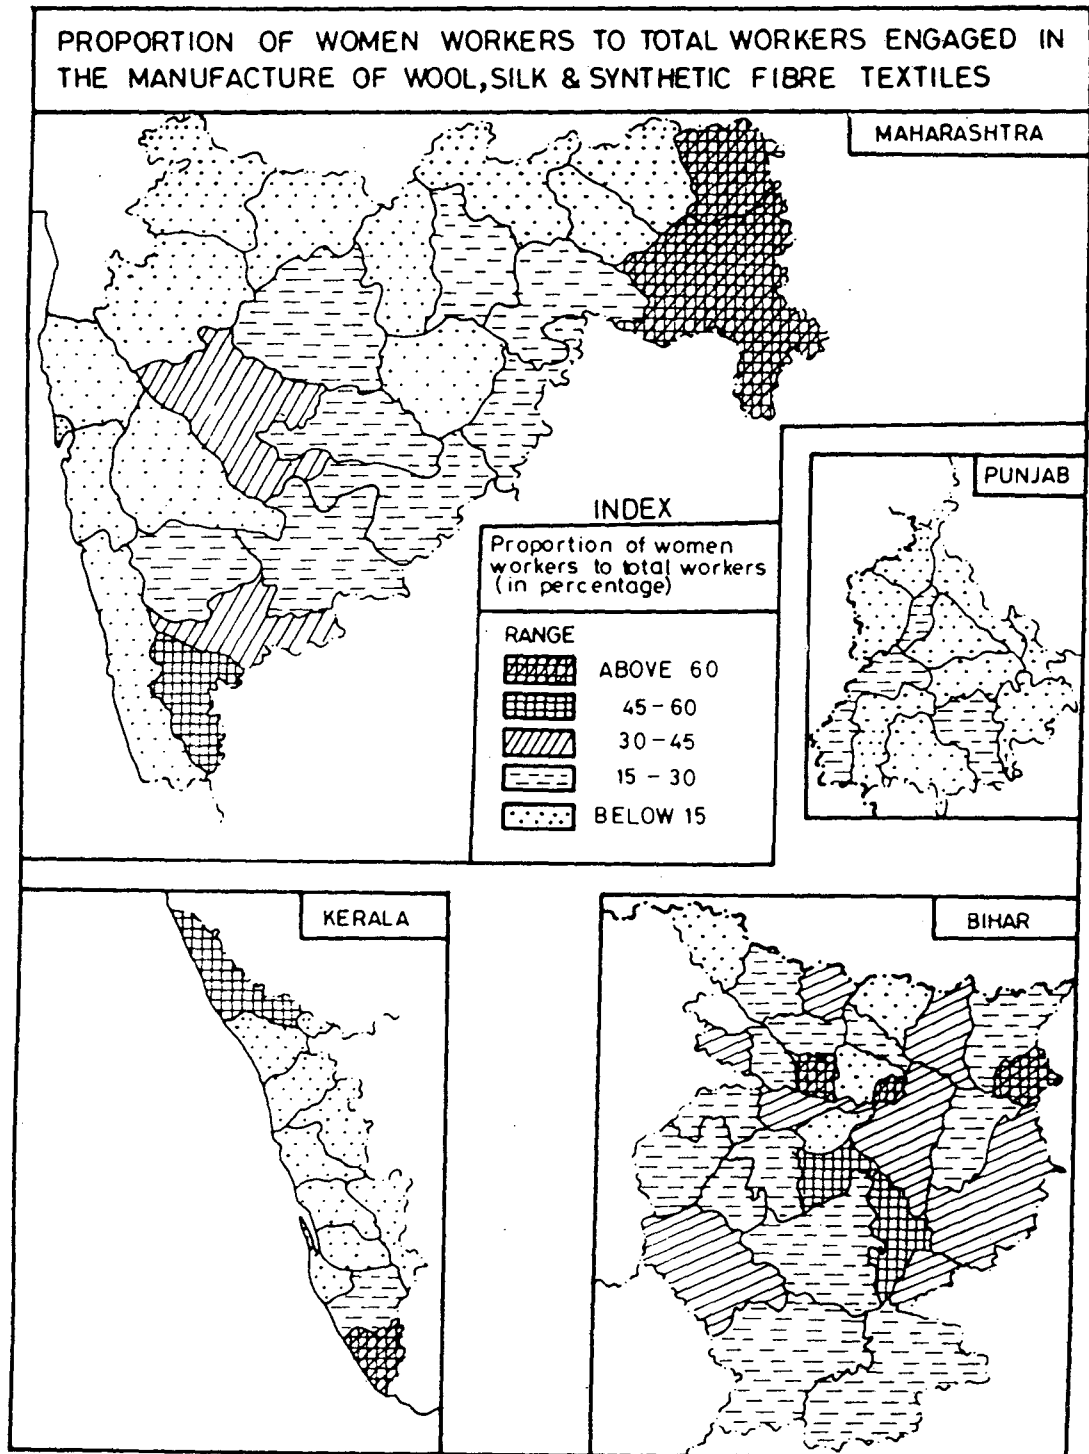 PROPORTION OF WOMEN WORKERS TO TOTAL WORKERS ENGAGED IN
THE MANUFACTURE OF WOOL, SILK & SYNTHETIC FIBRE TEXTILES
MAHARASHTRA
PUNJAB
INDEX
Proportion of women
workers to total workers
(in percentage)
RANGE
ABOVE 60
45-60
30-45
15-30
BELOW 15
KERALA
BIHAR